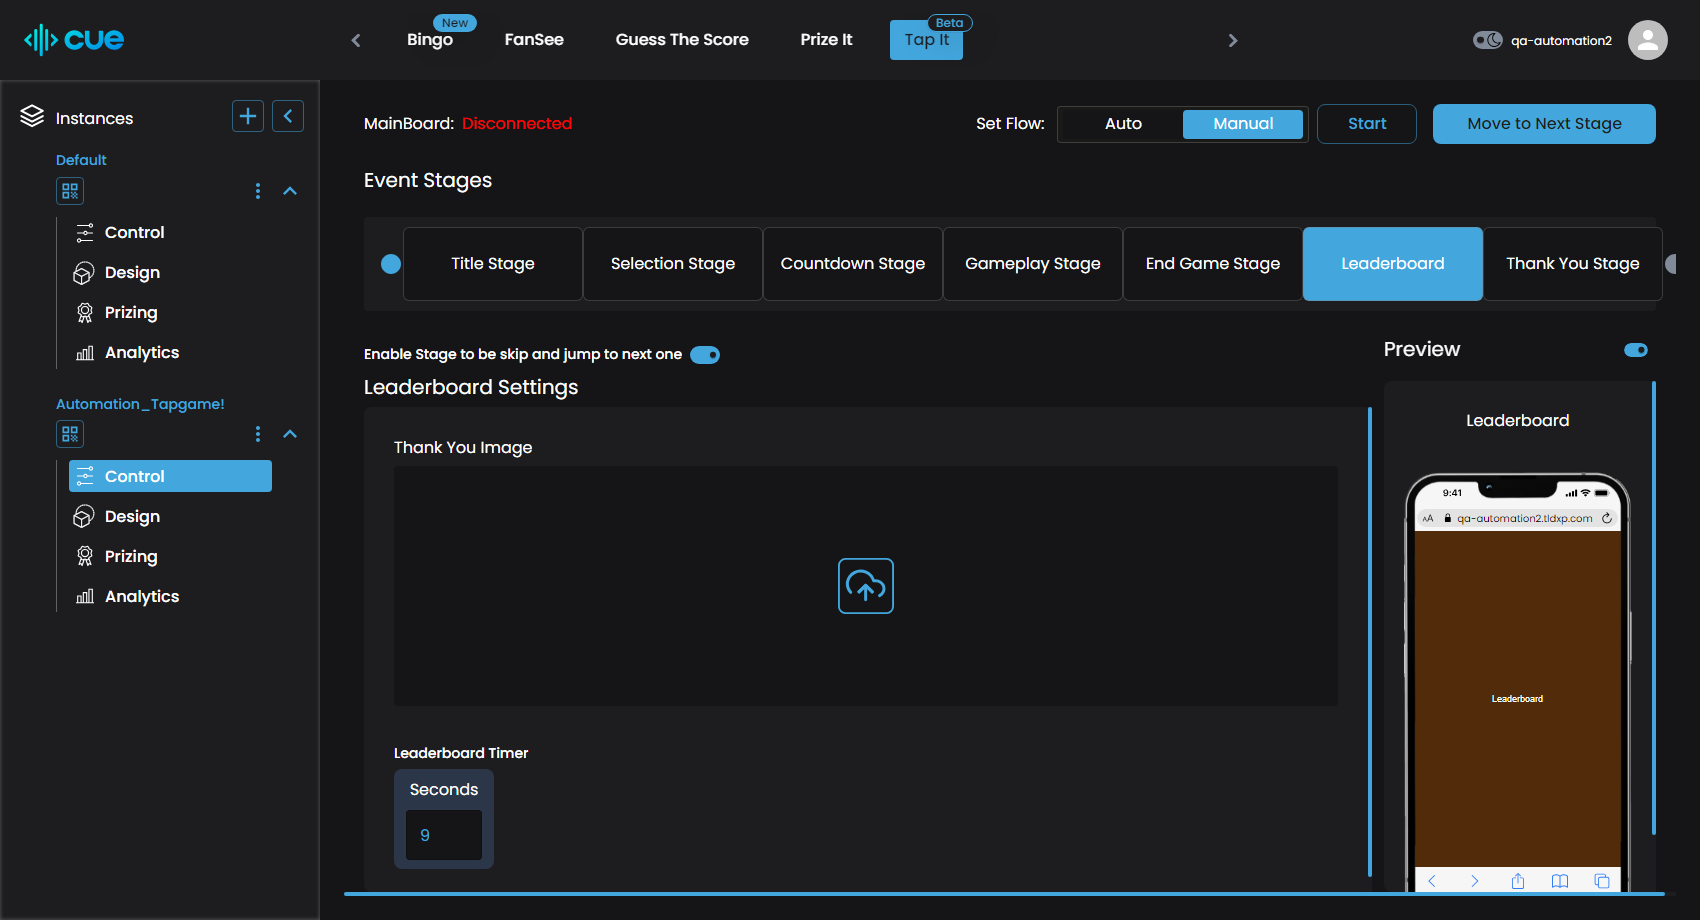 cue
Bingo
New
FanSee
Guess The Score
Prize It
Tap It
Beta
qa-automation2
Instances
Default
Control
Design
Prizing
Analytics
Automation_Tapgame!
Control
Design
Prizing
Analytics
MainBoard: Disconnected
Set Flow:
Auto
Manual
Start
Move to Next Stage
Event Stages
Title Stage
Selection Stage
Countdown Stage
Gameplay Stage
End Game Stage
Leaderboard
Thank You Stage
Enable Stage to be skip and jump to next one
Leaderboard Settings
Thank You Image
Leaderboard Timer
Seconds
9
Preview
Leaderboard
9:41
AA
qa-automation2.tldxp.com
Leaderboard